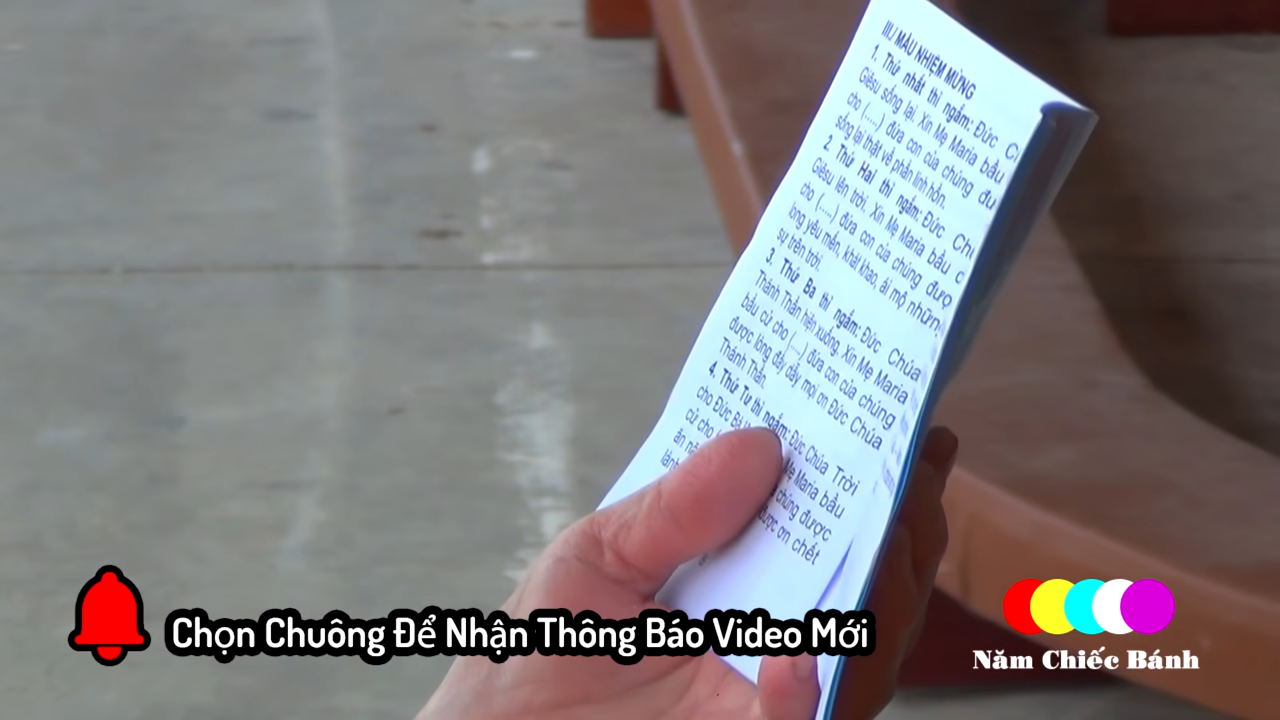 III./ MẦU NHIỆM MỪNG
1. Thứ nhất thì ngắm: Đức
Giêsu sống lại. Xin Mẹ Maria bầu
cho (....) đứa con của chúng
sống lại thật về phần linh hồn.
2. Thứ Hai thì ngắm: Đức
Giêsu lên trời. Xin Mẹ Maria bầu
cho (....) đứa con của chúng
lòng yêu mến, khát khao, ái mộ
sự trên trời.
3. Thứ Ba thì ngắm: Đức Chúa
Thánh Thần hiện xuống. Xin Mẹ Maria
bầu cử cho (...) đứa con của chúng
được lòng đầy dẫy mọi ơn Đức Chúa
Thánh Thần.
4. Thứ Tư thì ngắm: Đức Chúa Trời
cho Đức Mẹ Maria bầu
cử cho chúng được
ăn được ơn chết
Chọn Chuông Để Nhận Thông Báo Video Mới
Năm Chiếc Bánh